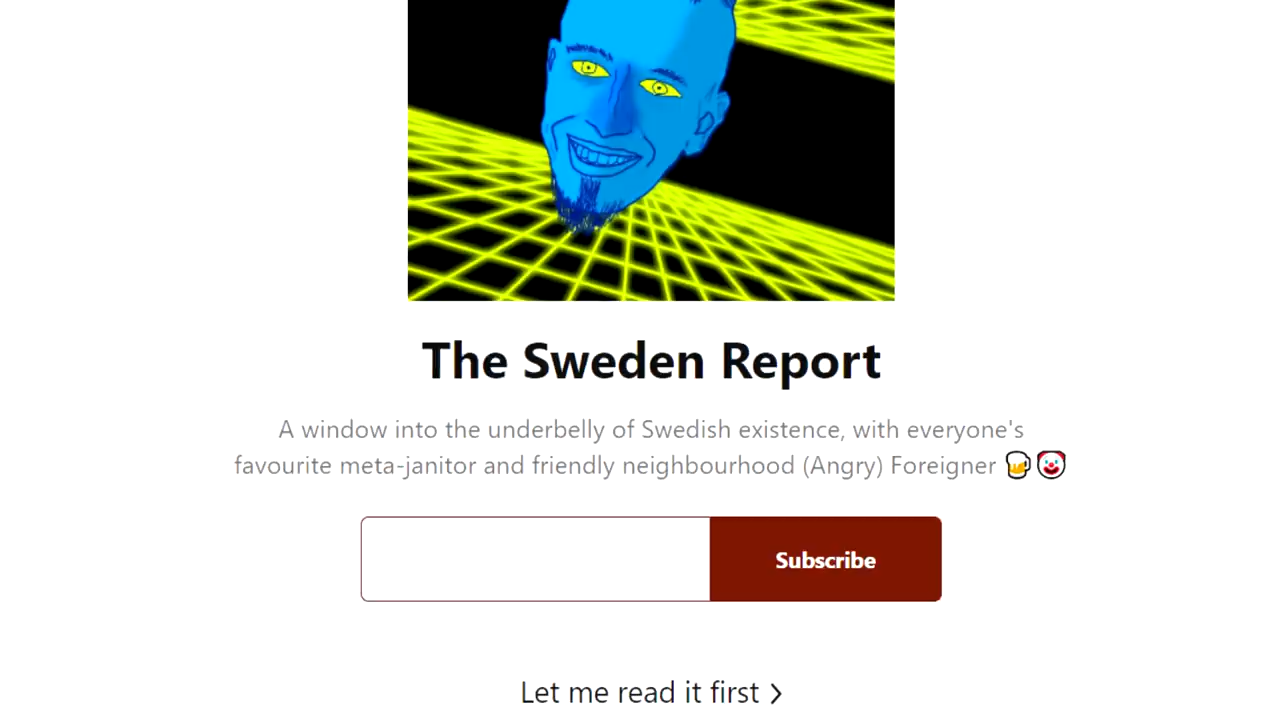 The Sweden Report
A window into the underbelly of Swedish existence, with everyone's
favourite meta-janitor and friendly neighbourhood (Angry) Foreigner 🍺🤡
Subscribe
Let me read it first >